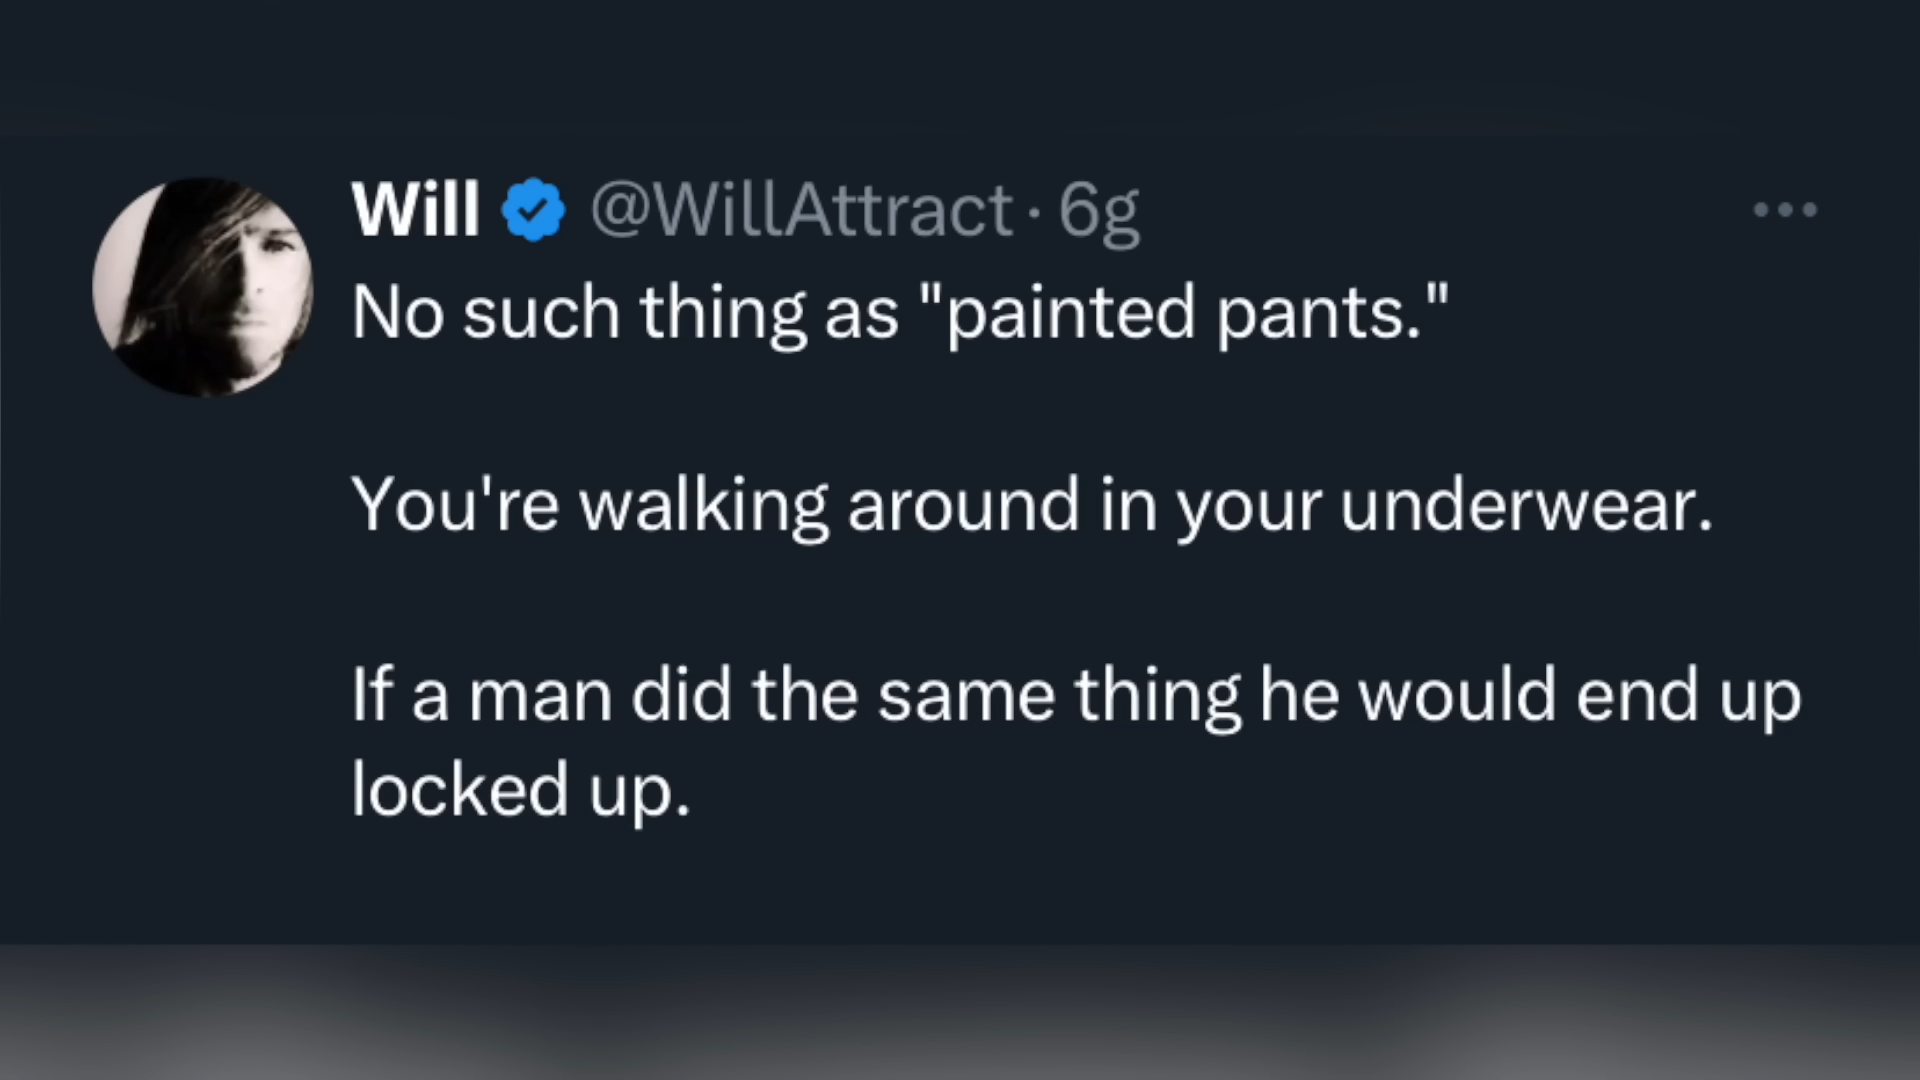 Will @WillAttract · 6g
No such thing as "painted pants."
You're walking around in your underwear.
If a man did the same thing he would end up
locked up.